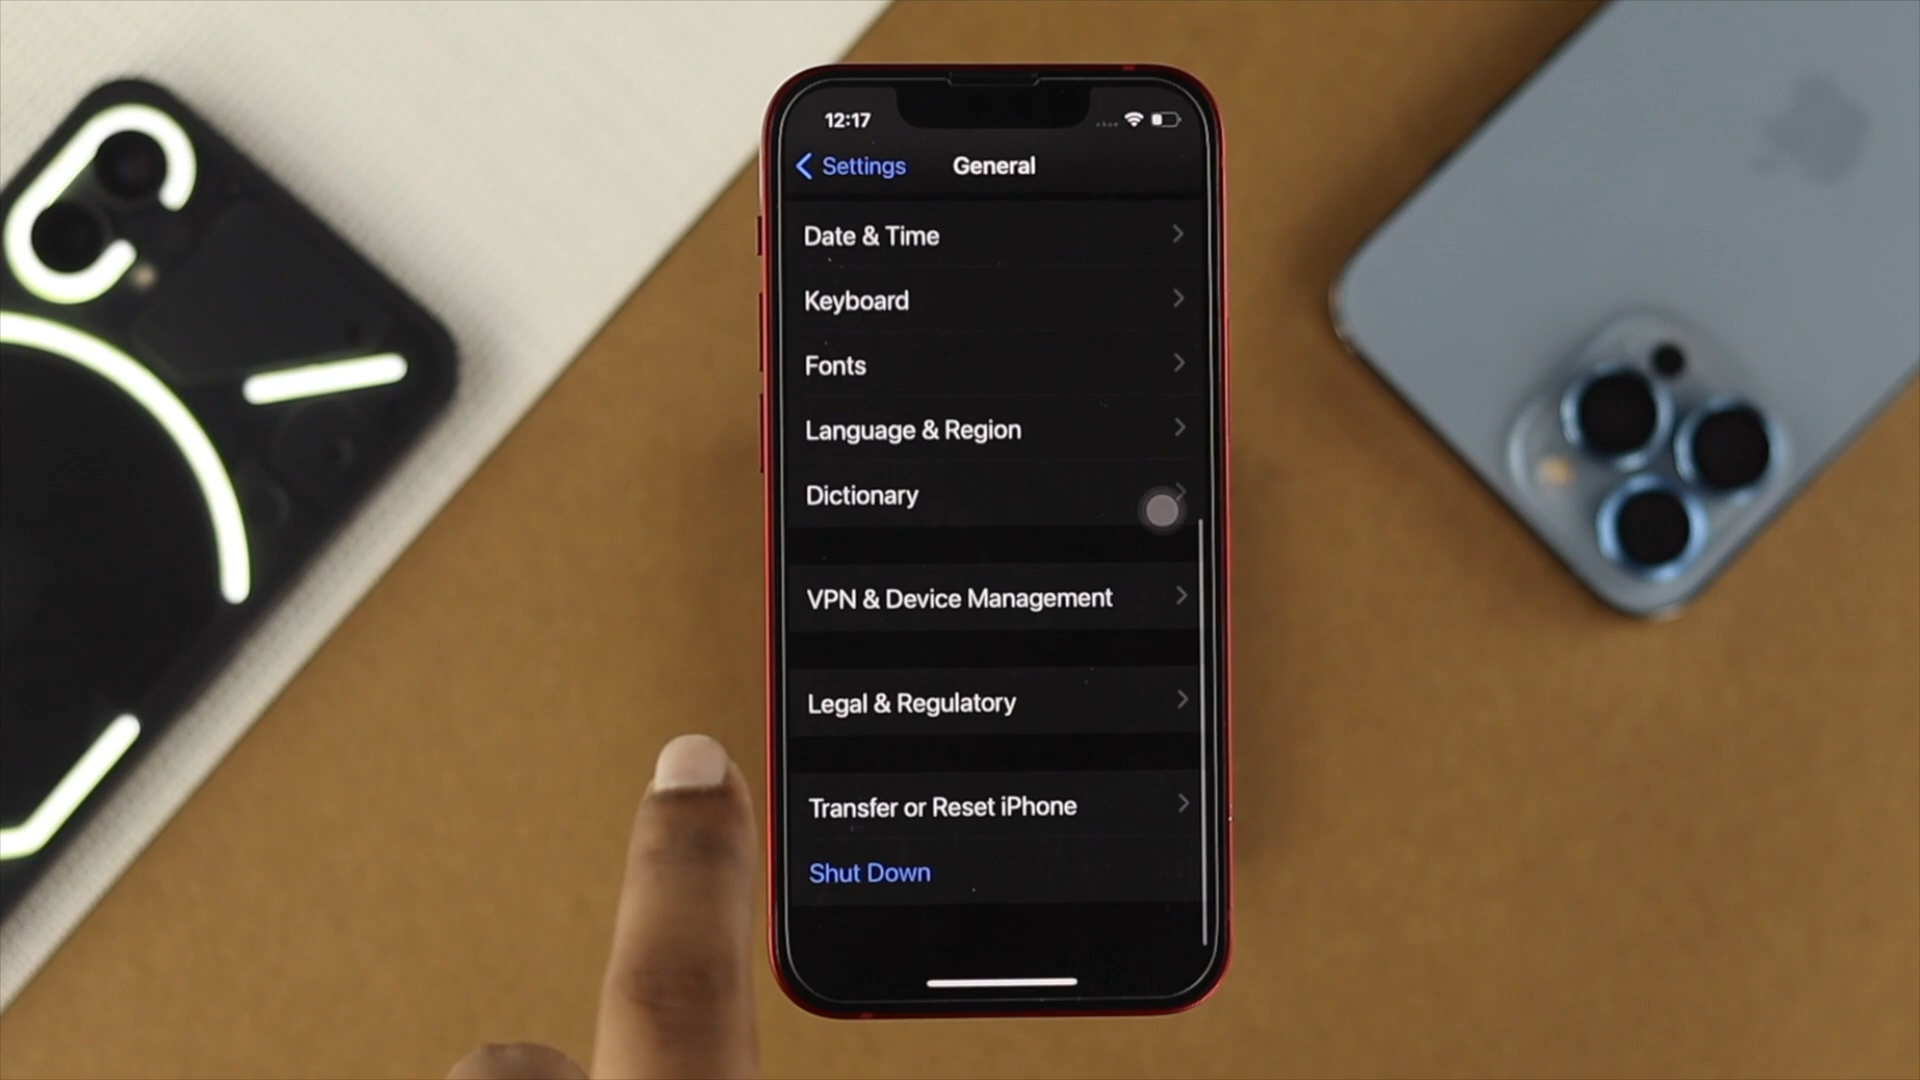 12:17
Settings
General
Date & Time
Keyboard
Fonts
Language & Region
Dictionary
VPN & Device Management
Legal & Regulatory
Transfer or Reset iPhone
Shut Down